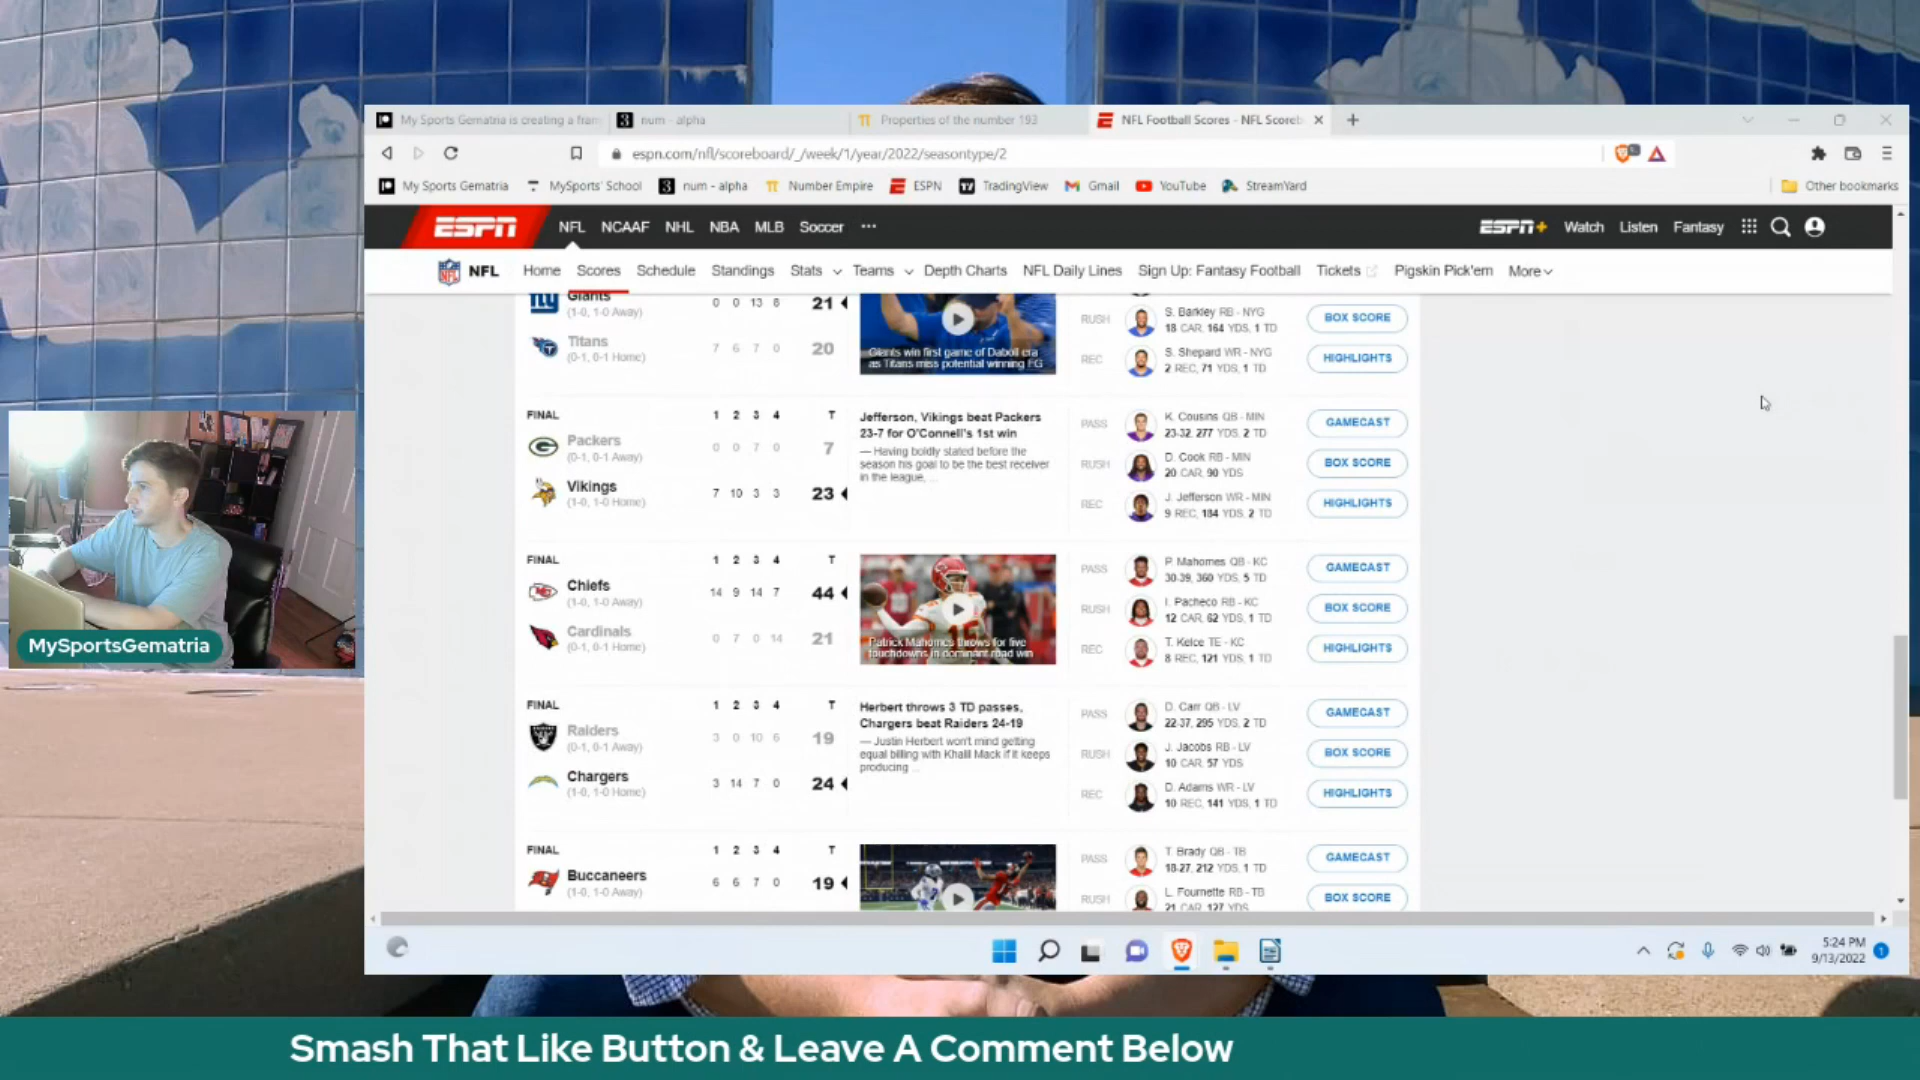 My Sports Gematria is creating a fram
num - alpha
Properties of the number 193
NFL Football Scores - NFL Scoreb
espn.com/nfl/scoreboard/_/week/1/year/2022/seasontype/2
My Sports Gematria
MySports' School
num - alpha
Number Empire
ESPN
TradingView
Gmail
YouTube
StreamYard
Other bookmarks
ESPN
NFL NCAAF NHL NBA MLB Soccer ...
ESPN+ Watch Listen Fantasy
NFL Home Scores Schedule Standings Stats Teams Depth Charts NFL Daily Lines Sign Up: Fantasy Football Tickets Pigskin Pick'em More
Giants 0 0 13 8 21
(1-0, 1-0 Away)
Titans 7 6 7 0 20
(0-1, 0-1 Home)
Giants win first game of Daboll era
as Titans miss potential winning FG
RUSH S. Barkley RB - NYG
18 CAR, 164 YDS, 1 TD
REC S. Shepard WR - NYG
2 REC, 71 YDS, 1 TD
BOX SCORE
HIGHLIGHTS
FINAL 1 2 3 4 T
Packers 0 0 7 0 7
(0-1, 0-1 Away)
Vikings 7 10 3 3 23
(1-0, 1-0 Home)
Jefferson, Vikings beat Packers
23-7 for O'Connell's 1st win
— Having boldly stated before the
season his goal to be the best receiver
in the league, ...
PASS K. Cousins QB - MIN
23-32, 277 YDS, 2 TD
RUSH D. Cook RB - MIN
20 CAR, 90 YDS
REC J. Jefferson WR - MIN
9 REC, 184 YDS, 2 TD
GAMECAST
BOX SCORE
HIGHLIGHTS
FINAL 1 2 3 4 T
Chiefs 14 9 14 7 44
(1-0, 1-0 Away)
Cardinals 0 7 0 14 21
(0-1, 0-1 Home)
Patrick Mahomes throws for five
touchdowns in dominant road win
PASS P. Mahomes QB - KC
30-39, 360 YDS, 5 TD
RUSH I. Pacheco RB - KC
12 CAR, 62 YDS, 1 TD
REC T. Kelce TE - KC
8 REC, 121 YDS, 1 TD
GAMECAST
BOX SCORE
HIGHLIGHTS
FINAL 1 2 3 4 T
Raiders 3 0 10 6 19
(0-1, 0-1 Away)
Chargers 3 14 7 0 24
(1-0, 1-0 Home)
Herbert throws 3 TD passes,
Chargers beat Raiders 24-19
— Justin Herbert won't mind getting
equal billing with Khalil Mack if it keeps
producing ...
PASS D. Carr QB - LV
22-37, 295 YDS, 2 TD
RUSH J. Jacobs RB - LV
10 CAR, 57 YDS
REC D. Adams WR - LV
10 REC, 141 YDS, 1 TD
GAMECAST
BOX SCORE
HIGHLIGHTS
FINAL 1 2 3 4 T
Buccaneers 6 6 7 0 19
(1-0, 1-0 Away)
PASS T. Brady QB - TB
18-27, 212 YDS, 1 TD
RUSH L. Fournette RB - TB
21 CAR, 127 YDS
GAMECAST
BOX SCORE
MySportsGematria
5:24 PM
9/13/2022
1
Smash That Like Button & Leave A Comment Below